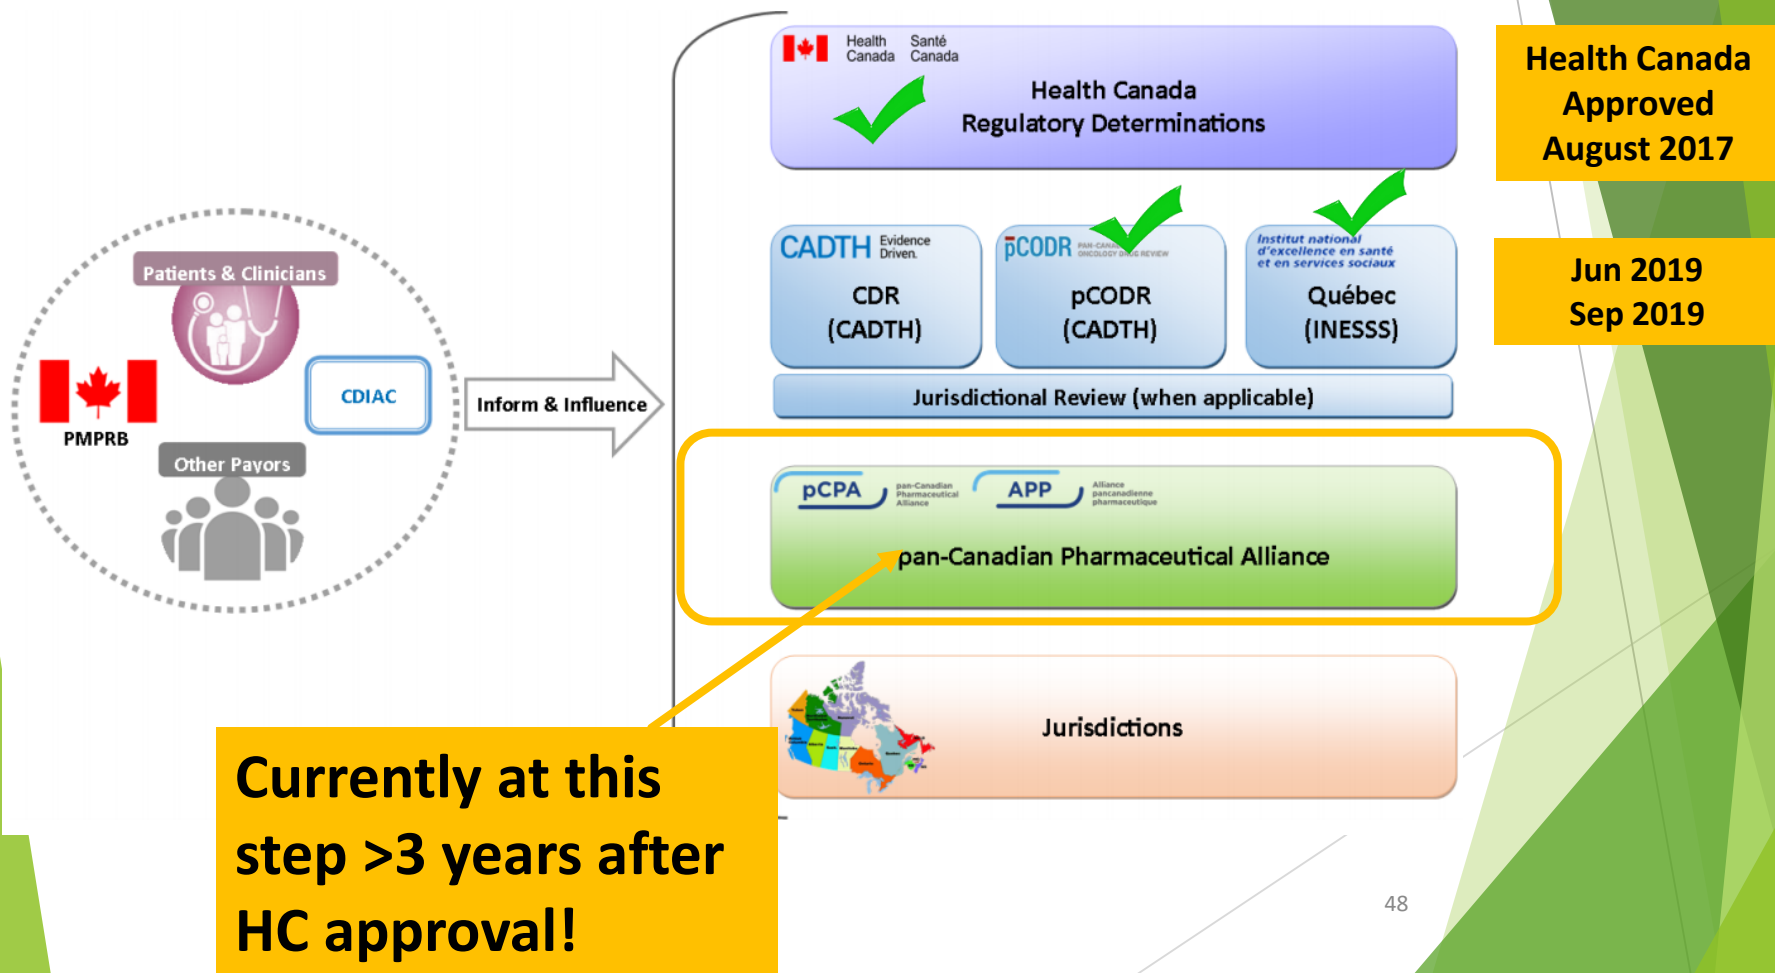 Health Canada
Santé Canada
Health Canada
Regulatory Determinations
Health Canada
Approved
August 2017
CADTH Evidence
Driven.
CDR
(CADTH)
pCODR
ONCOLOGY DRUG REVIEW
pCODR
(CADTH)
Institut national
d'excellence en santé
et en services sociaux
Québec
(INESSS)
Jun 2019
Sep 2019
Jurisdictional Review (when applicable)
Patients & Clinicians
PMPRB
CDIAC
Other Payors
Inform & Influence
pCPA
pan-Canadian
Pharmaceutical
Alliance
APP
Alliance
pancanadienne
pharmaceutique
pan-Canadian Pharmaceutical Alliance
Jurisdictions
Currently at this
step >3 years after
HC approval!
48